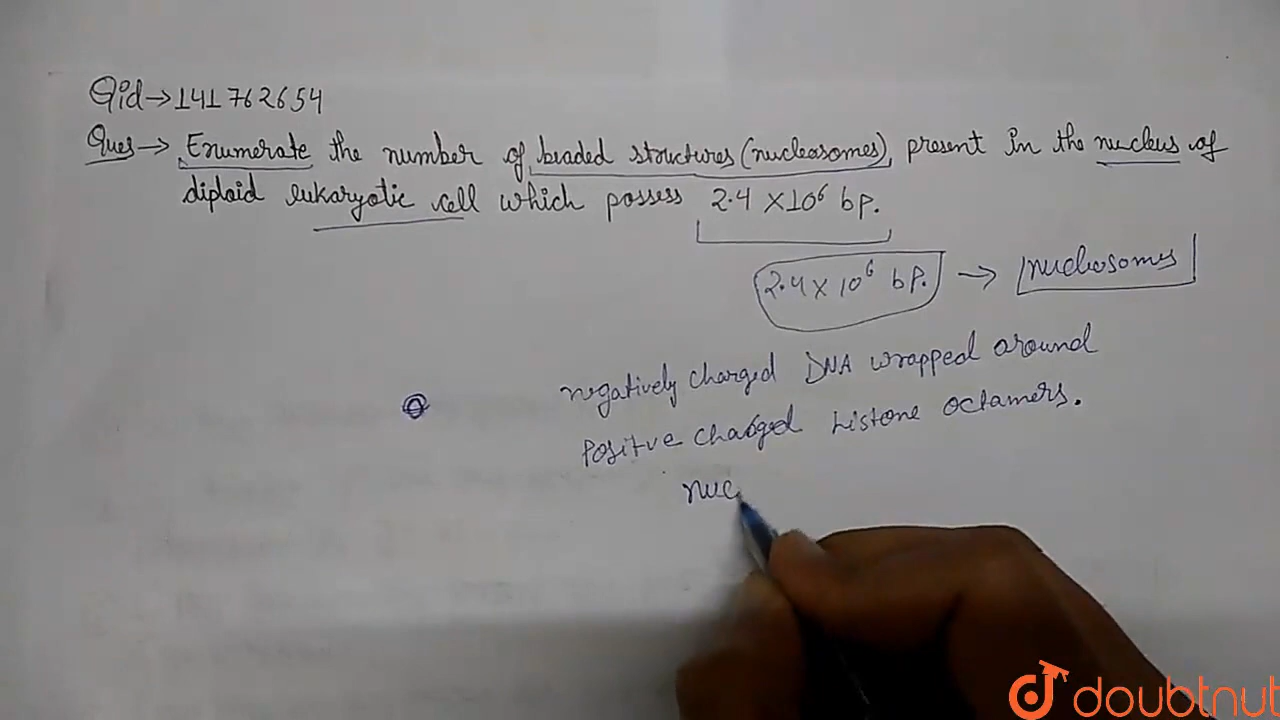 Qid→141762654
Ques→ Enumerate the number of beaded structures (nucleosomes), present in the nucleus of
diploid eukaryotic cell which possess 2.4 ×10⁶ bp.
2.4 × 10⁶ bp. → nucleosomes
negatively charged DNA wrapped around
Positve charged histone octamers.
nuc
doubtnut